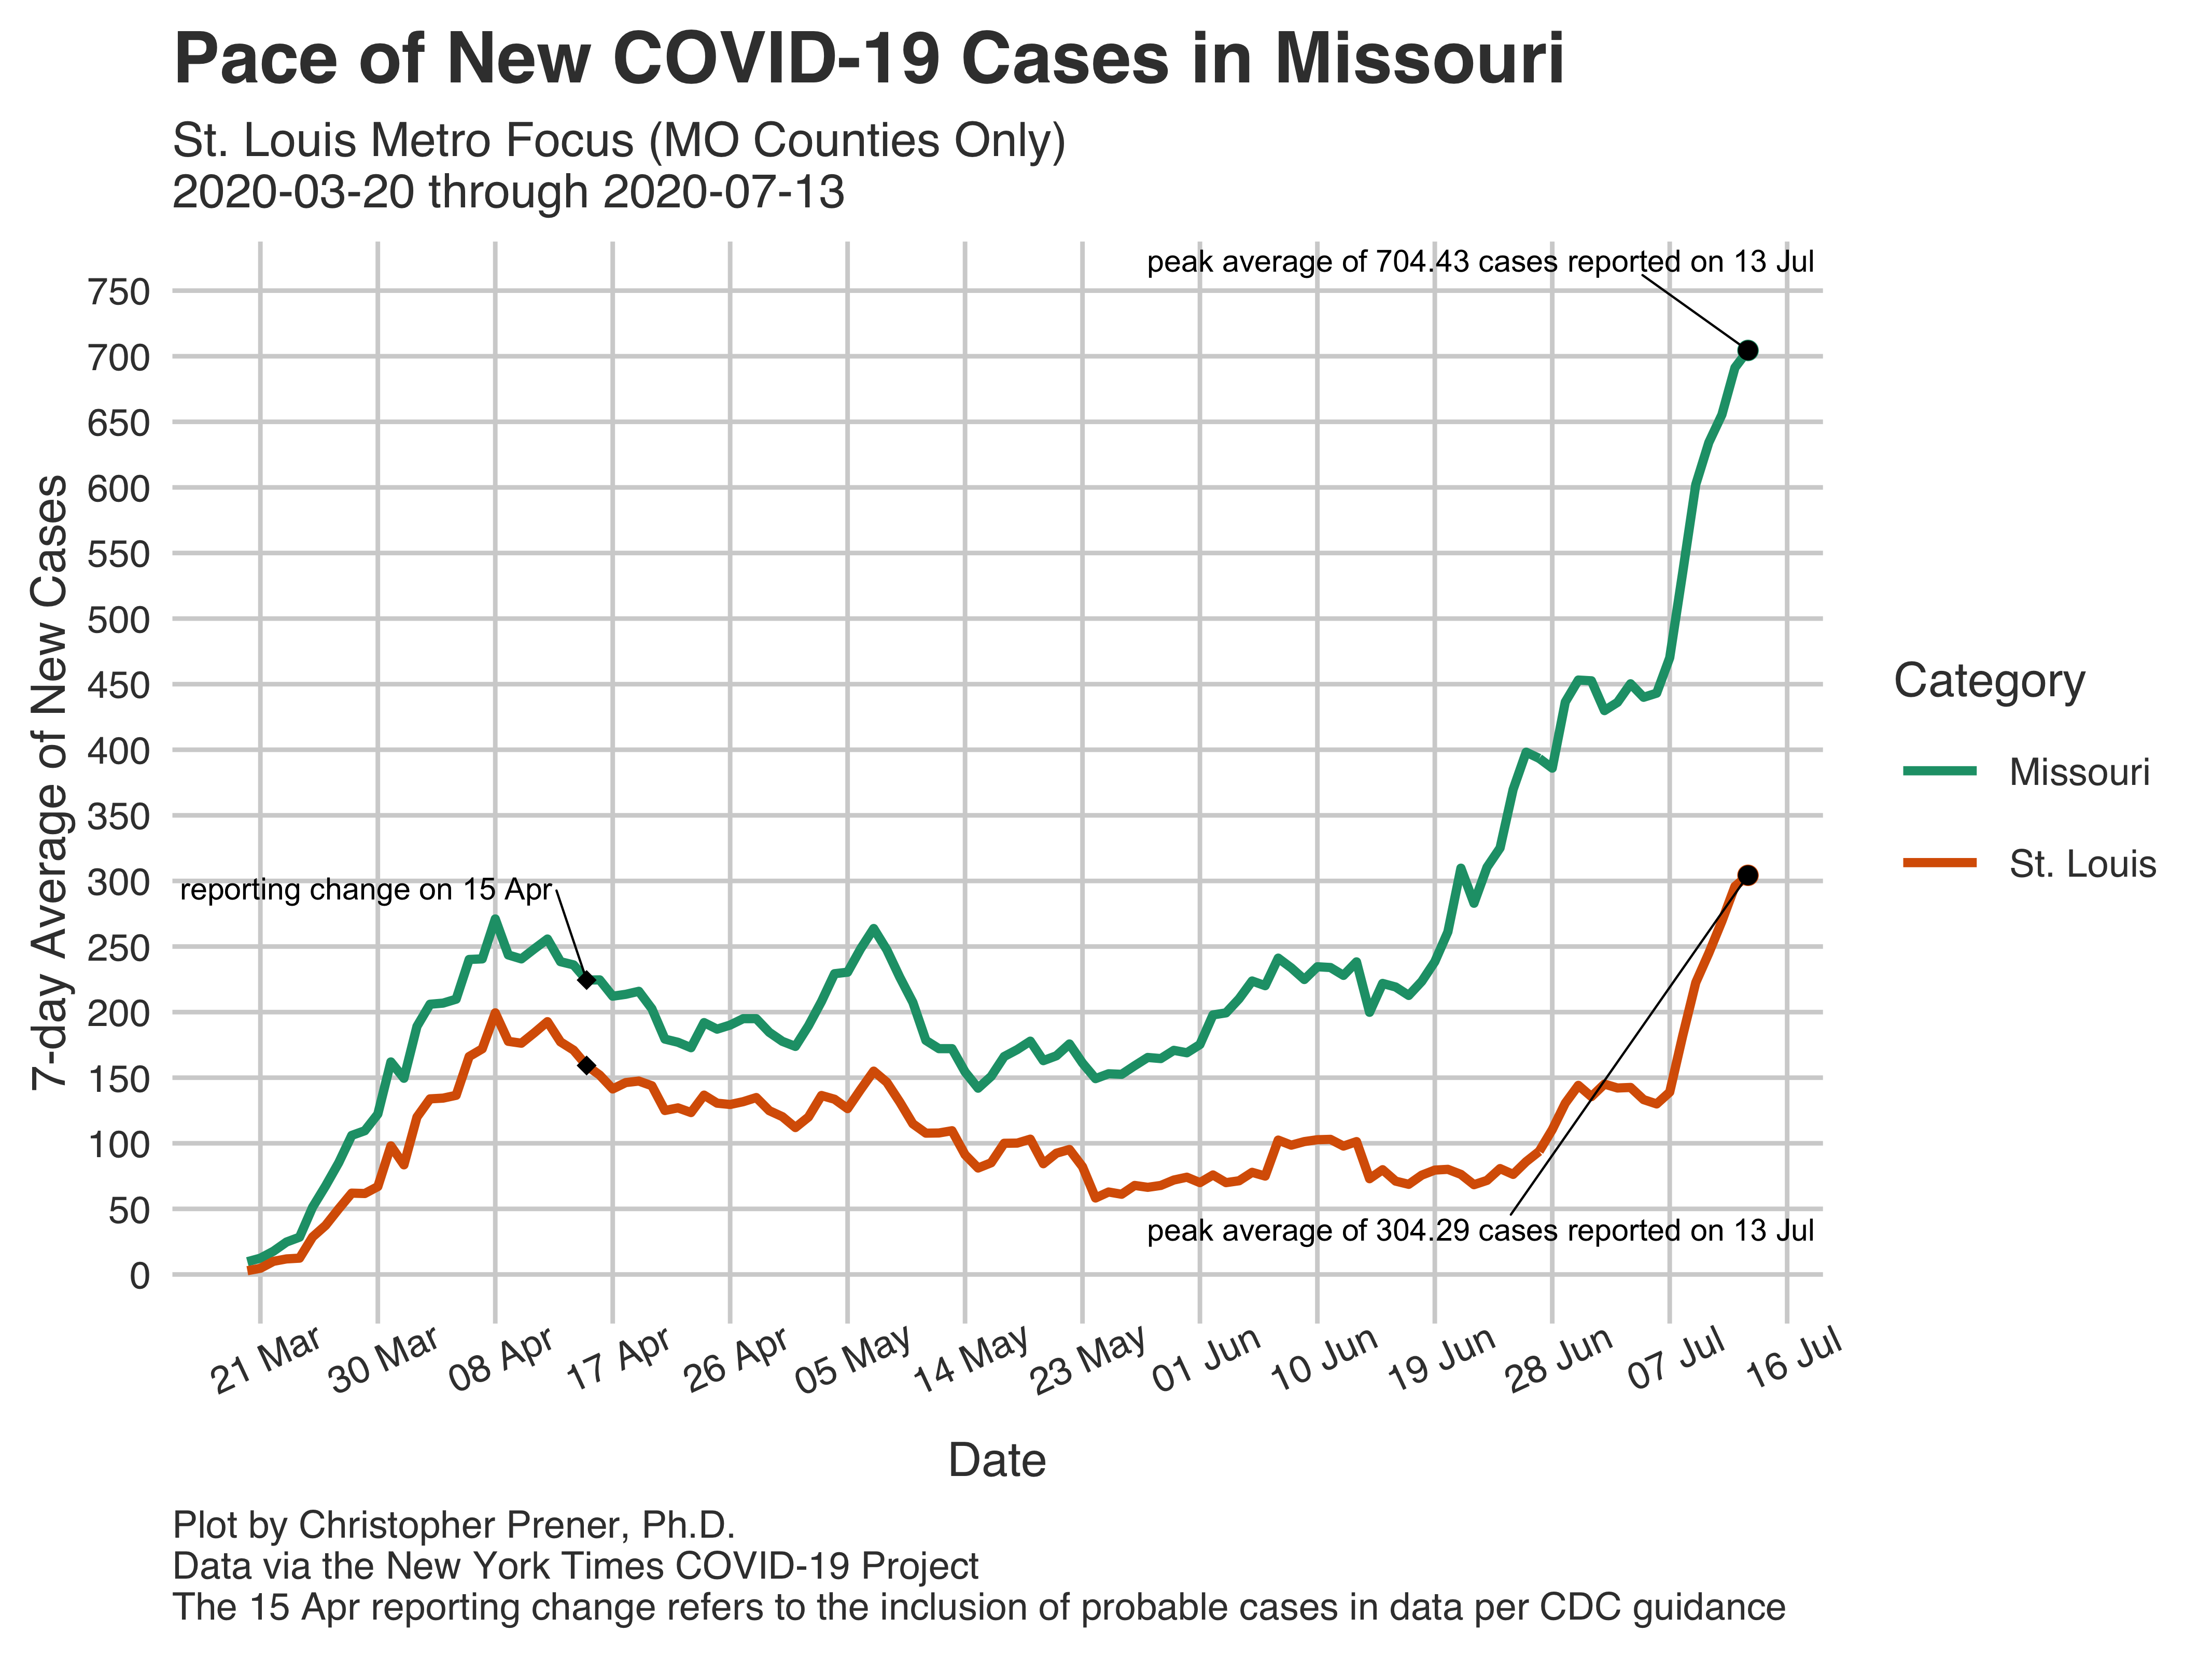 Pace of New COVID-19 Cases in Missouri
St. Louis Metro Focus (MO Counties Only)
2020-03-20 through 2020-07-13
peak average of 704.43 cases reported on 13 Jul
750
700
650
600
550
500
450
400
350
300
250
200
150
100
50
0
7-day Average of New Cases
reporting change on 15 Apr
peak average of 304.29 cases reported on 13 Jul
Category
Missouri
St. Louis
21 Mar
30 Mar
08 Apr
17 Apr
26 Apr
05 May
14 May
23 May
01 Jun
10 Jun
19 Jun
28 Jun
07 Jul
16 Jul
Date
Plot by Christopher Prener, Ph.D.
Data via the New York Times COVID-19 Project
The 15 Apr reporting change refers to the inclusion of probable cases in data per CDC guidance